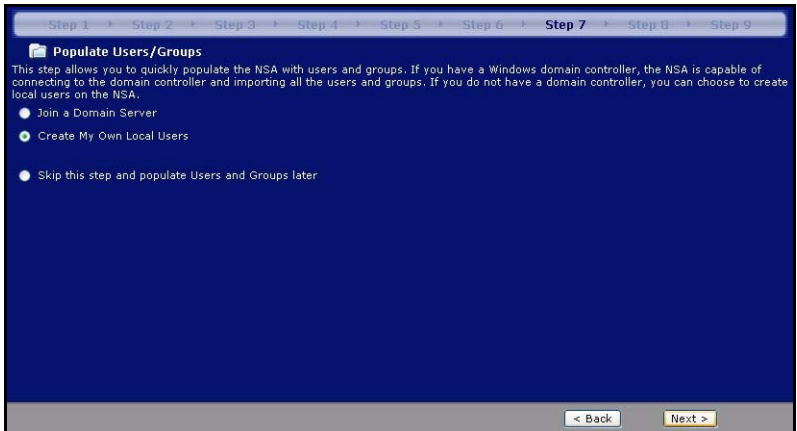 Step 1 Step 2 Step 3 Step 4 Step 5 Step 6 Step 7 Step 8 Step 9
Populate Users/Groups
This step allows you to quickly populate the NSA with users and groups. If you have a Windows domain controller, the NSA is capable of
connecting to the domain controller and importing all the users and groups. If you do not have a domain controller, you can choose to create
local users on the NSA.
Join a Domain Server
Create My Own Local Users
Skip this step and populate Users and Groups later
< Back Next >